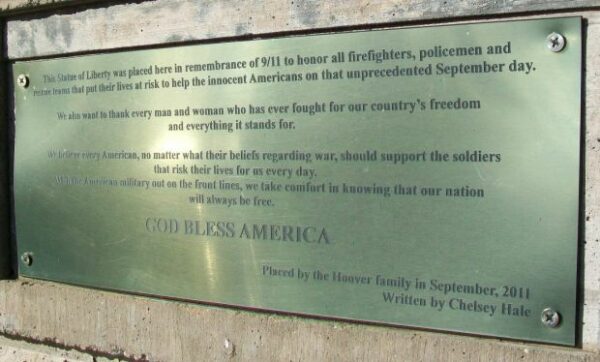 This Statue of Liberty was placed here in remembrance of 9/11 to honor all firefighters, policemen and
rescue teams that put their lives at risk to help the innocent Americans on that unprecedented September day.
We also want to thank every man and woman who has ever fought for our country's freedom
and everything it stands for.
We believe every American, no matter what their beliefs regarding war, should support the soldiers
that risk their lives for us every day.
With the American military out on the front lines, we take comfort in knowing that our nation
will always be free.
GOD BLESS AMERICA
Placed by the Hoover family in September, 2011
Written by Chelsey Hale